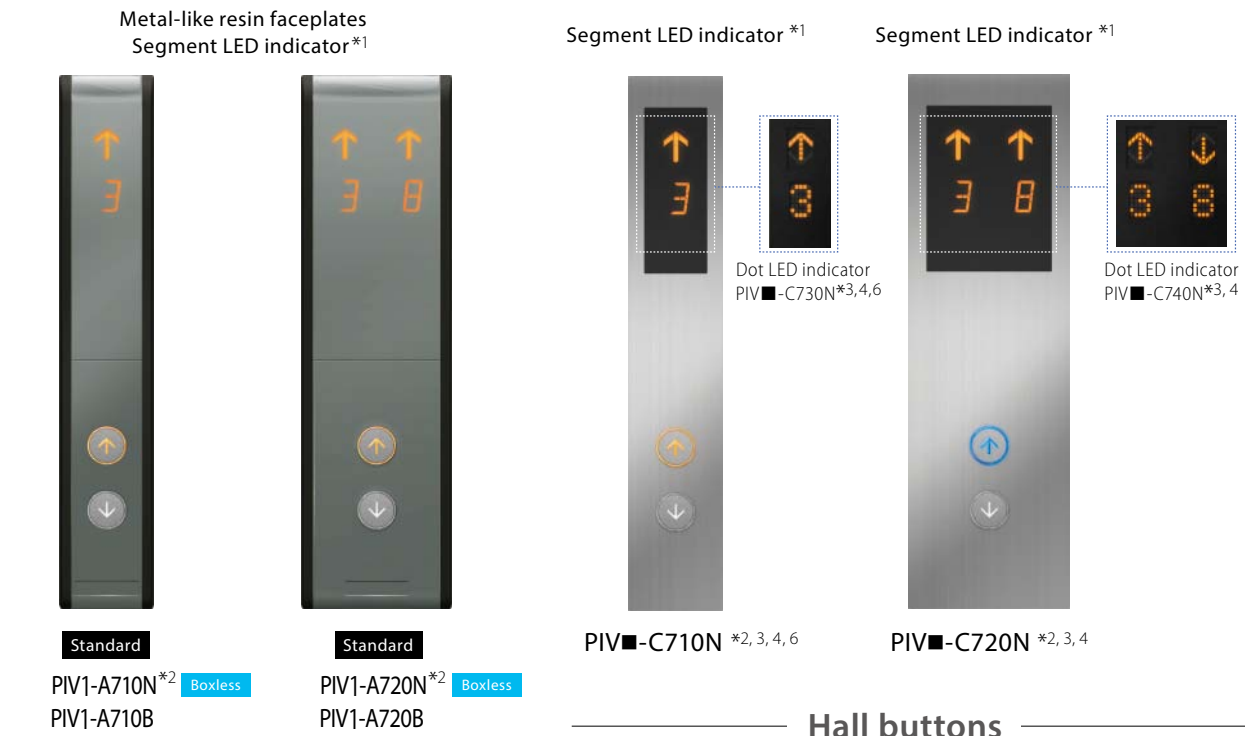 Metal-like resin faceplates
Segment LED indicator*1
Segment LED indicator *1
Segment LED indicator *1
3
3 8
3
3
3 8
3 8
Dot LED indicator
PIV■-C730N*3,4,6
Dot LED indicator
PIV■-C740N*3, 4
Standard
PIV1-A710N*2 Boxless
PIV1-A710B
Standard
PIV1-A720N*2 Boxless
PIV1-A720B
PIV■-C710N *2, 3, 4, 6
PIV■-C720N *2, 3, 4
Hall buttons